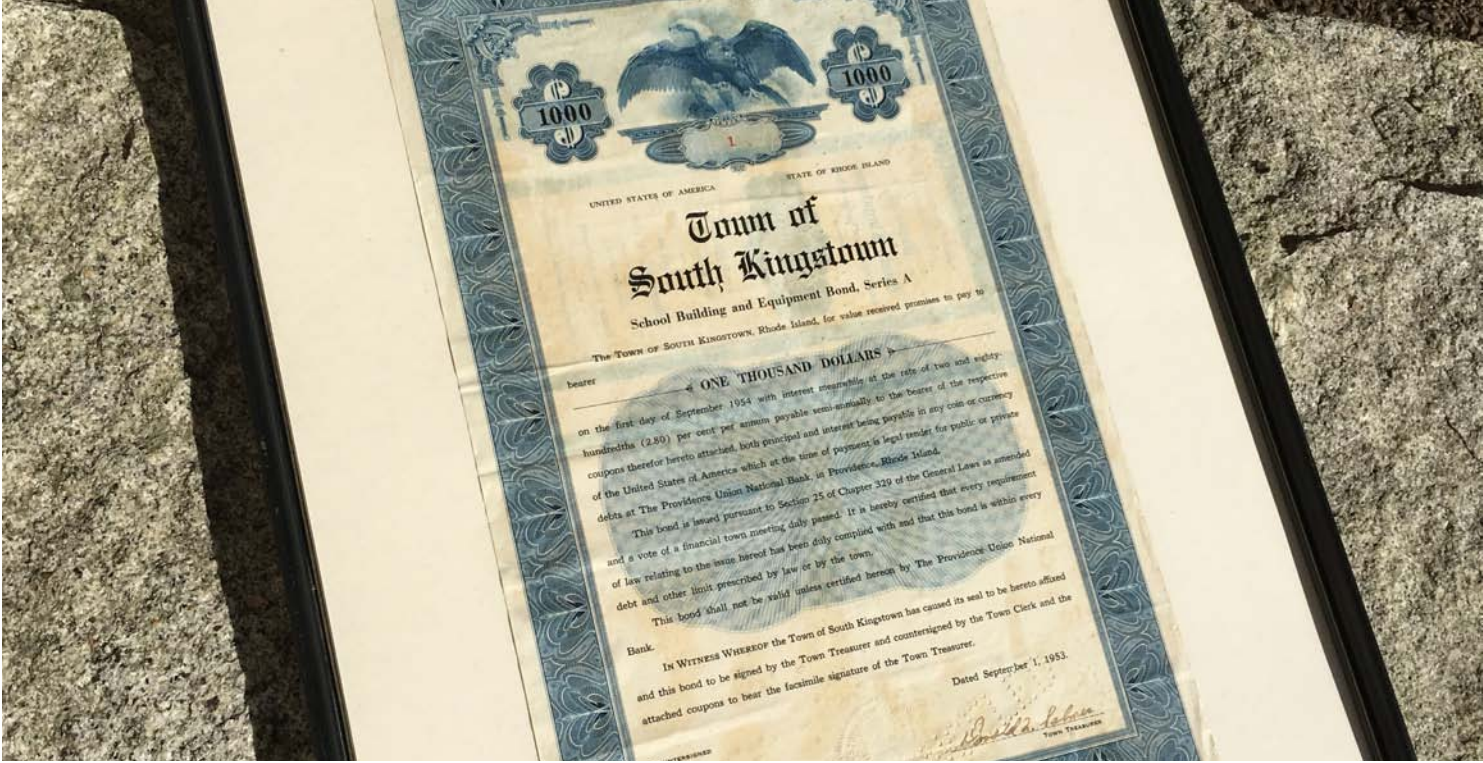 1000
1000
1
UNITED STATES OF AMERICA
STATE OF RHODE ISLAND
Town of
South Kingstown
School Building and Equipment Bond, Series A
The TOWN OF SOUTH KINGSTOWN, Rhode Island, for value received promises to pay to
bearer
ONE THOUSAND DOLLARS
on the first day of September 1954 with interest meanwhile at the rate of two and eighty-
hundredths (2.80) per cent per annum payable semi-annually to the bearer of the respective
coupons therefor hereto attached, both principal and interest being payable in any coin or currency
of the United States of America which at the time of payment is legal tender for public or private
debts at The Providence Union National Bank, in Providence, Rhode Island.
This bond is issued pursuant to Section 25 of Chapter 329 of the General Laws as amended
and a vote of a financial town meeting duly passed. It is hereby certified that every requirement
of law relating to the issue hereof has been duly complied with and that this bond is within every
debt and other limit prescribed by law or by the town.
This bond shall not be valid unless certified hereon by The Providence Union National
Bank.
IN WITNESS WHEREOF the Town of South Kingstown has caused its seal to be hereto affixed
and this bond to be signed by the Town Treasurer and countersigned by the Town Clerk and the
attached coupons to bear the facsimile signature of the Town Treasurer.
Dated September 1, 1953.
TOWN TREASURER